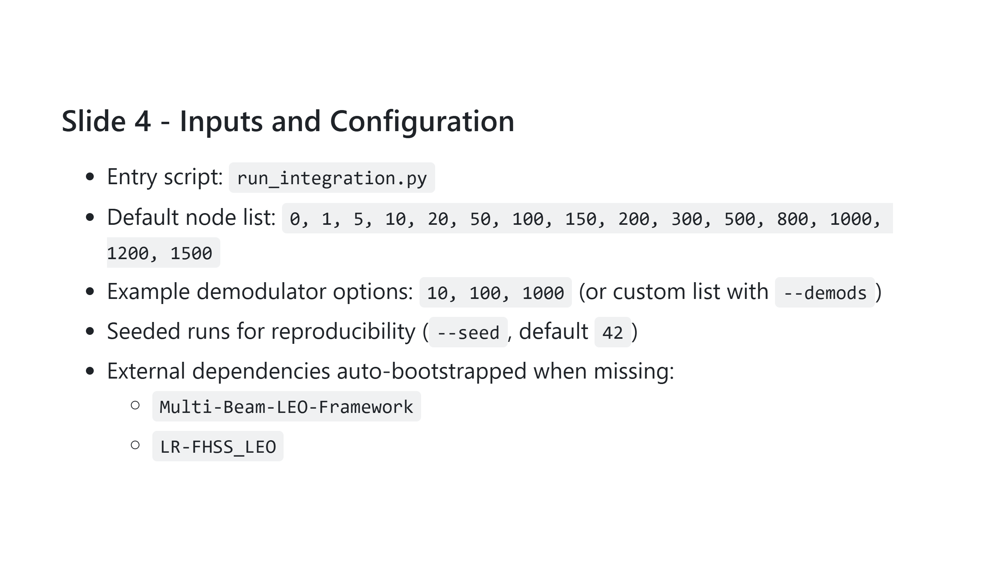 Slide 4 - Inputs and Configuration
Entry script: run_integration.py
Default node list: 0, 1, 5, 10, 20, 50, 100, 150, 200, 300, 500, 800, 1000,
1200, 1500
Example demodulator options: 10, 100, 1000 (or custom list with --demods)
Seeded runs for reproducibility (--seed, default 42)
External dependencies auto-bootstrapped when missing:
Multi-Beam-LEO-Framework
LR-FHSS_LEO